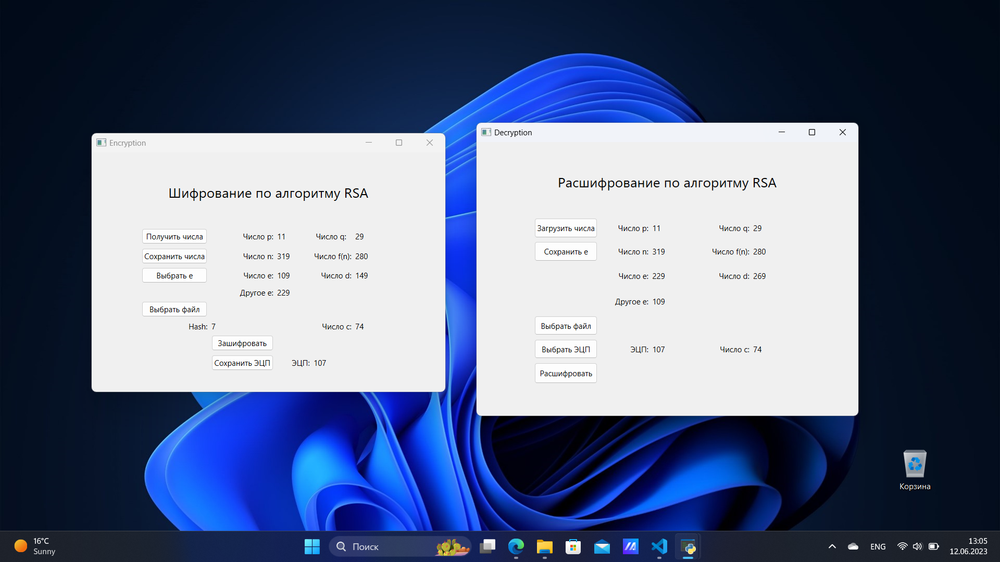 Encryption
Шифрование по алгоритму RSA
Получить числа
Число p: 11
Число q: 29
Сохранить числа
Число n: 319
Число f(n): 280
Выбрать e
Число e: 109
Число d: 149
Другое e: 229
Выбрать файл
Hash: 7
Число c: 74
Зашифровать
Сохранить ЭЦП
ЭЦП: 107
Decryption
Расшифрование по алгоритму RSA
Загрузить числа
Число p: 11
Число q: 29
Сохранить e
Число n: 319
Число f(n): 280
Число e: 229
Число d: 269
Другое e: 109
Выбрать файл
Выбрать ЭЦП
ЭЦП: 107
Число c: 74
Расшифровать
Корзина
16°C
Sunny
Поиск
ENG
13:05
12.06.2023